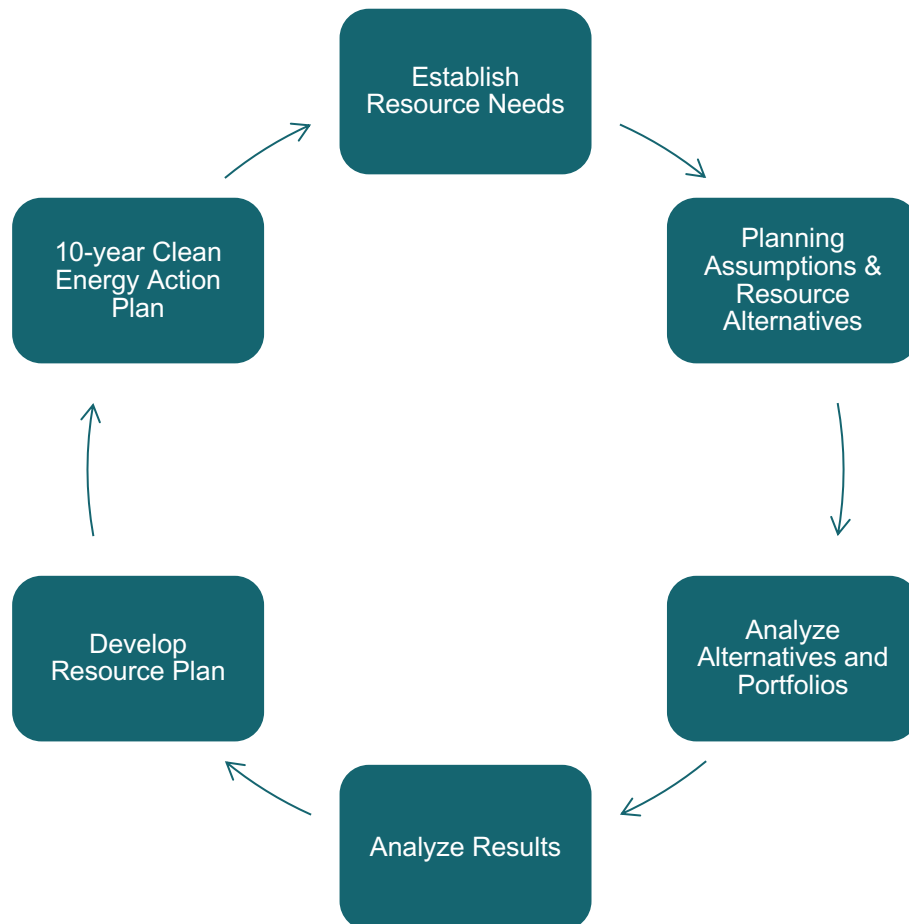 Establish
Resource Needs
Planning
Assumptions &
Resource
Alternatives
Analyze
Alternatives and
Portfolios
Analyze Results
Develop
Resource Plan
10-year Clean
Energy Action
Plan